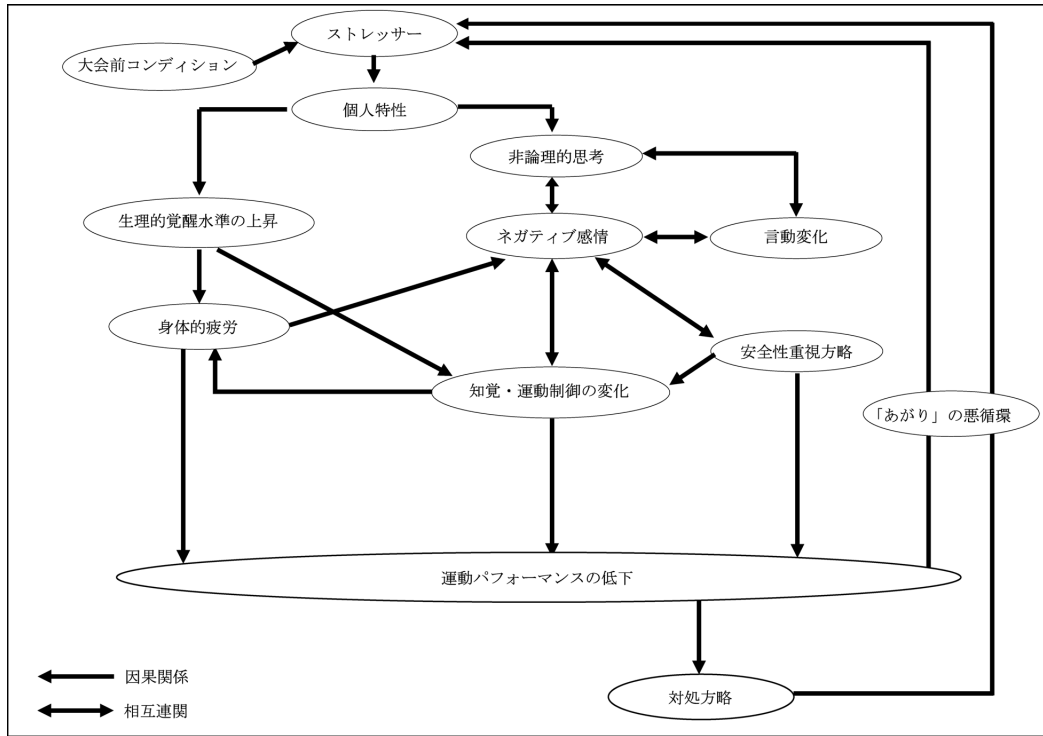 ストレッサー
大会前コンディション
個人特性
非論理的思考
生理的覚醒水準の上昇
ネガティブ感情
言動変化
身体的疲労
安全性重視方略
知覚・運動制御の変化
「あがり」の悪循環
運動パフォーマンスの低下
因果関係
対処方略
相互連関